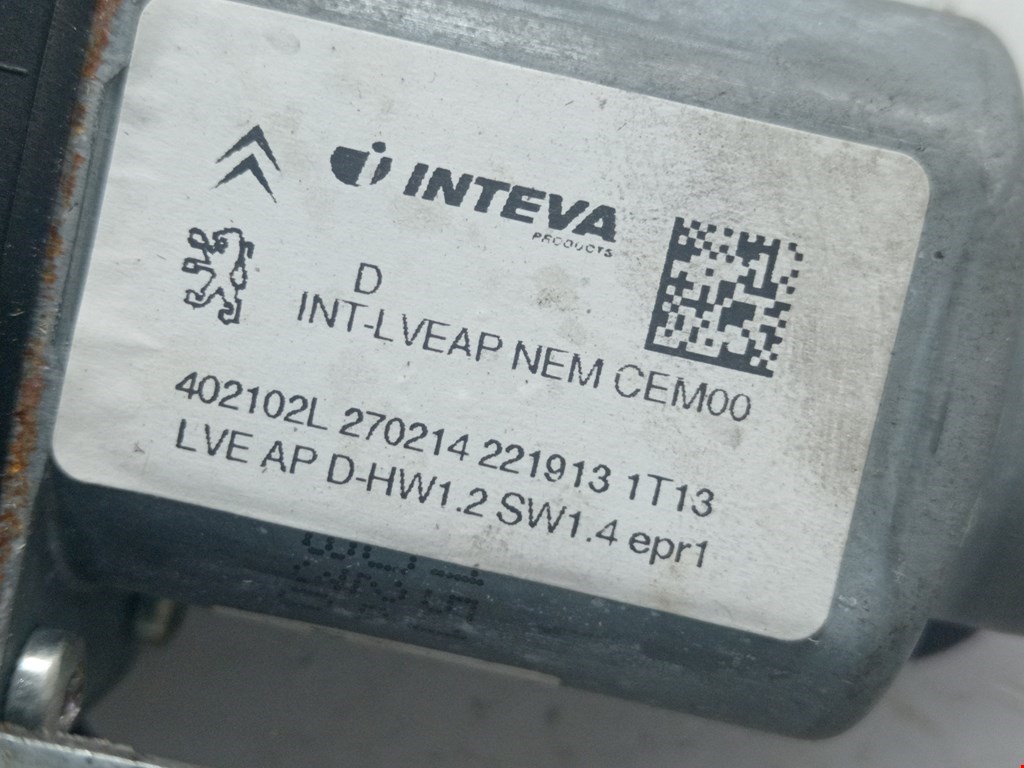 INTEVA
PRODUCTS
D
INT-LVEAP NEM CEM00
402102L 270214 221913 1T13
LVE AP D-HW1.2 SW1.4 epr1